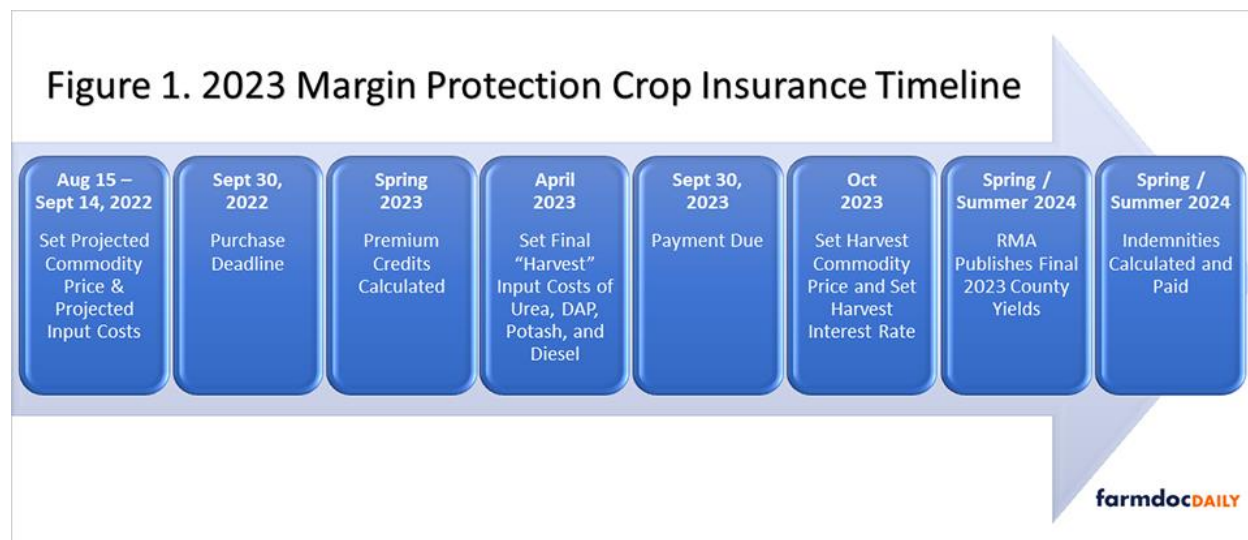 Figure 1. 2023 Margin Protection Crop Insurance Timeline
Aug 15 –
Sept 14, 2022
Set Projected
Commodity
Price &
Projected
Input Costs
Sept 30,
2022
Purchase
Deadline
Spring
2023
Premium
Credits
Calculated
April
2023
Set Final
“Harvest”
Input Costs of
Urea, DAP,
Potash, and
Diesel
Sept 30,
2023
Payment Due
Oct
2023
Set Harvest
Commodity
Price and Set
Harvest
Interest Rate
Spring /
Summer 2024
RMA
Publishes Final
2023 County
Yields
Spring /
Summer 2024
Indemnities
Calculated and
Paid
farmdocDAILY